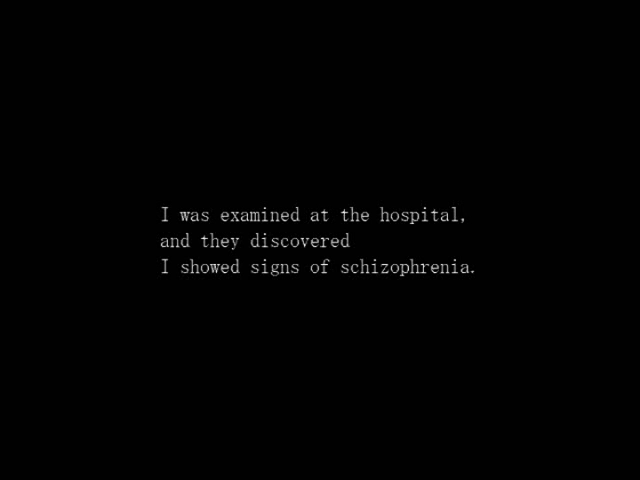 I was examined at the hospital,
and they discovered
I showed signs of schizophrenia.